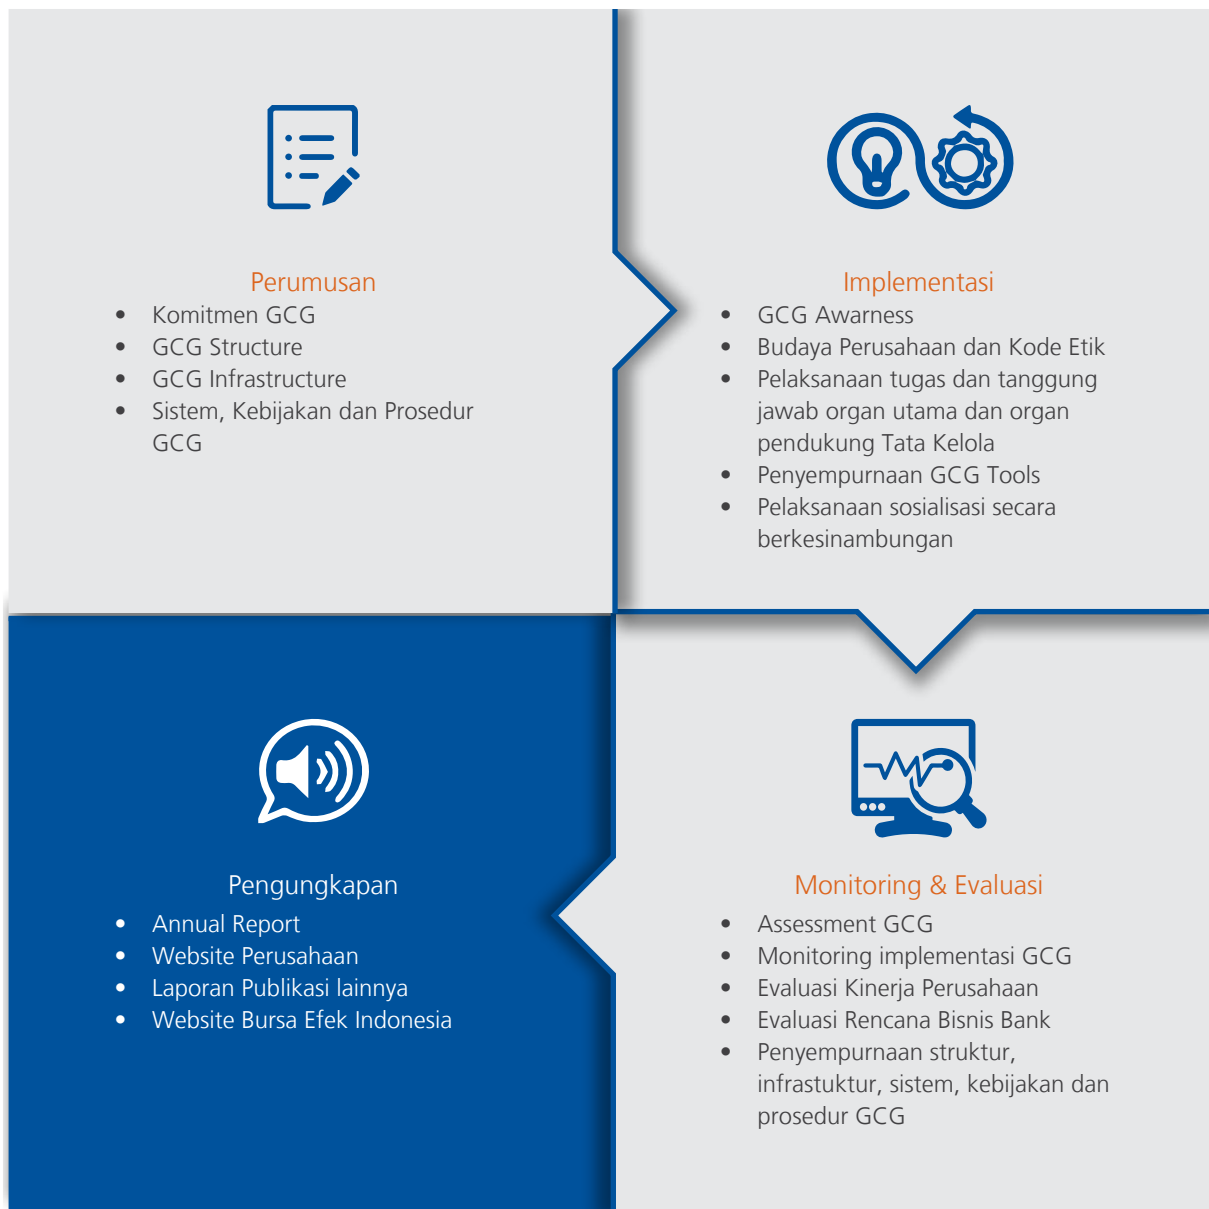 Perumusan
• Komitmen GCG
• GCG Structure
• GCG Infrastructure
• Sistem, Kebijakan dan Prosedur
GCG
Implementasi
• GCG Awarness
• Budaya Perusahaan dan Kode Etik
• Pelaksanaan tugas dan tanggung
jawab organ utama dan organ
pendukung Tata Kelola
• Penyempurnaan GCG Tools
• Pelaksanaan sosialisasi secara
berkesinambungan
Pengungkapan
• Annual Report
• Website Perusahaan
• Laporan Publikasi lainnya
• Website Bursa Efek Indonesia
Monitoring & Evaluasi
• Assessment GCG
• Monitoring implementasi GCG
• Evaluasi Kinerja Perusahaan
• Evaluasi Rencana Bisnis Bank
• Penyempurnaan struktur,
infrastuktur, sistem, kebijakan dan
prosedur GCG